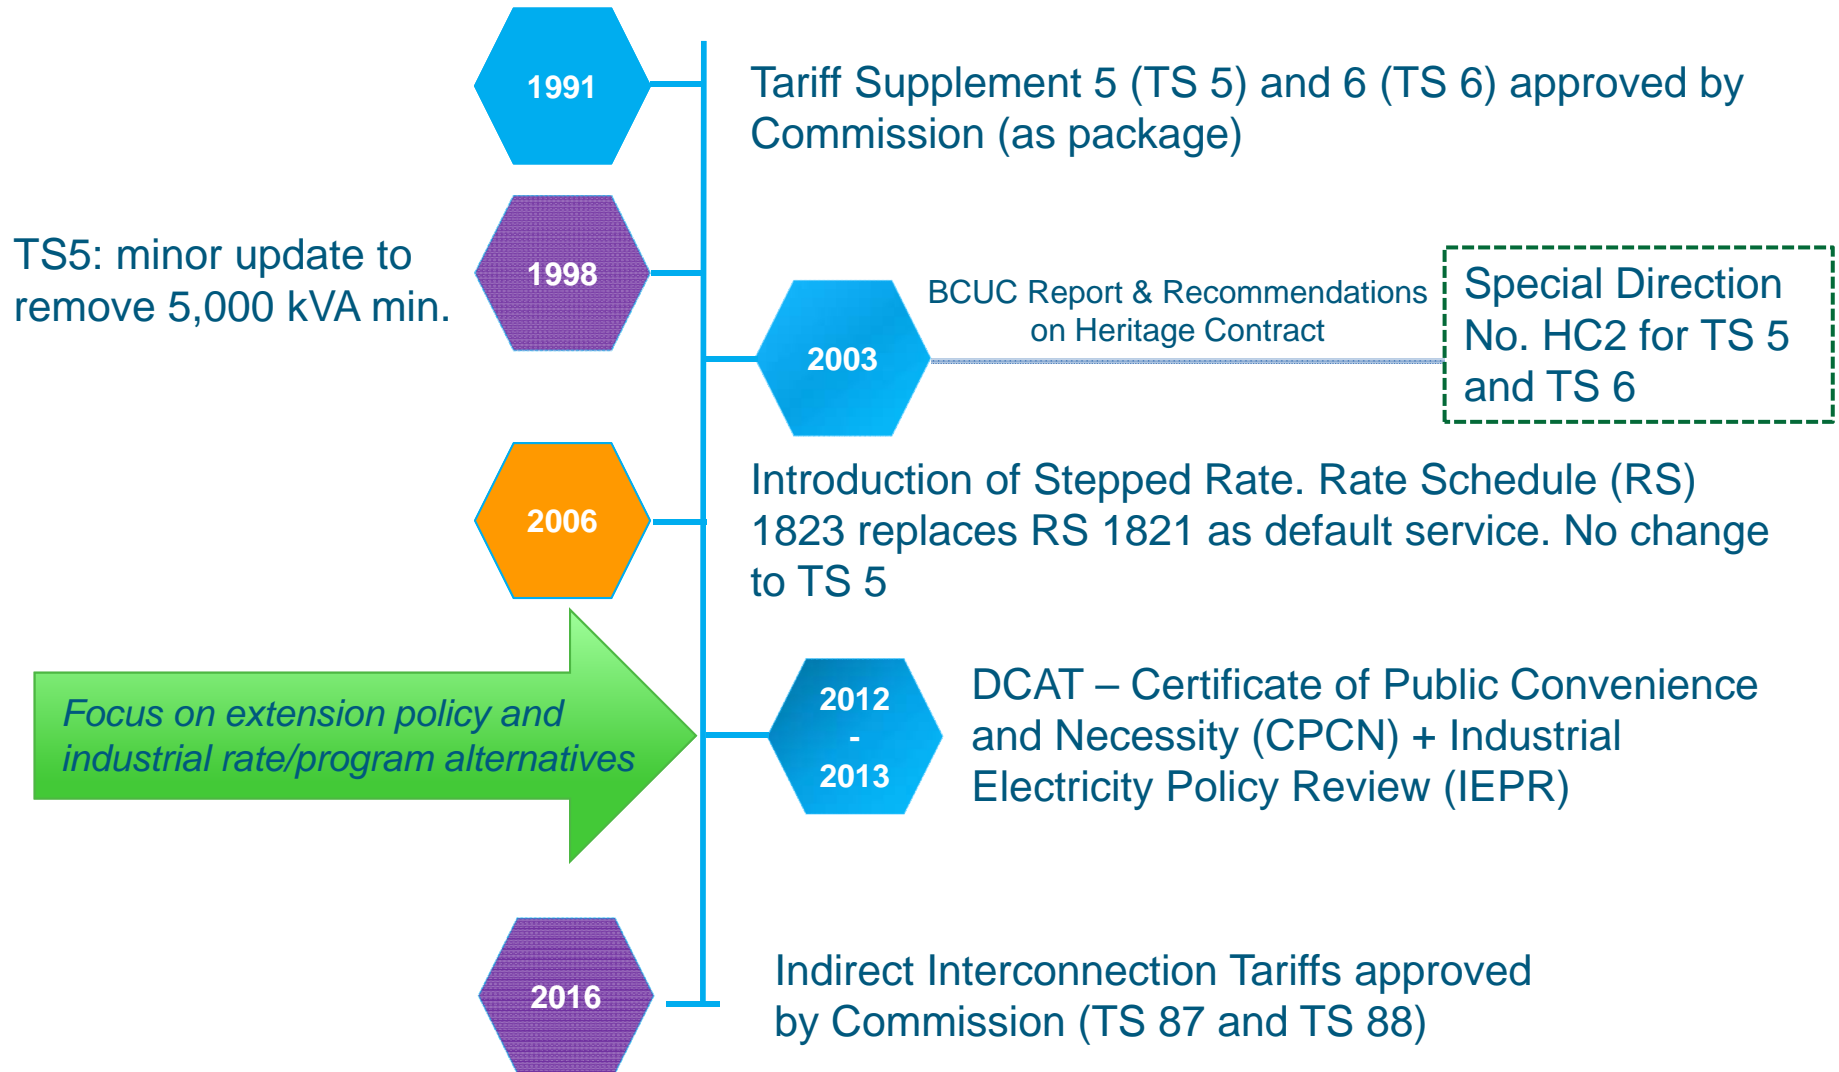 1991
Tariff Supplement 5 (TS 5) and 6 (TS 6) approved by
Commission (as package)
TS5: minor update to
remove 5,000 kVA min.
1998
2003
BCUC Report & Recommendations
on Heritage Contract
Special Direction
No. HC2 for TS 5
and TS 6
2006
Introduction of Stepped Rate. Rate Schedule (RS)
1823 replaces RS 1821 as default service. No change
to TS 5
Focus on extension policy and
industrial rate/program alternatives
2012
-
2013
DCAT – Certificate of Public Convenience
and Necessity (CPCN) + Industrial
Electricity Policy Review (IEPR)
2016
Indirect Interconnection Tariffs approved
by Commission (TS 87 and TS 88)